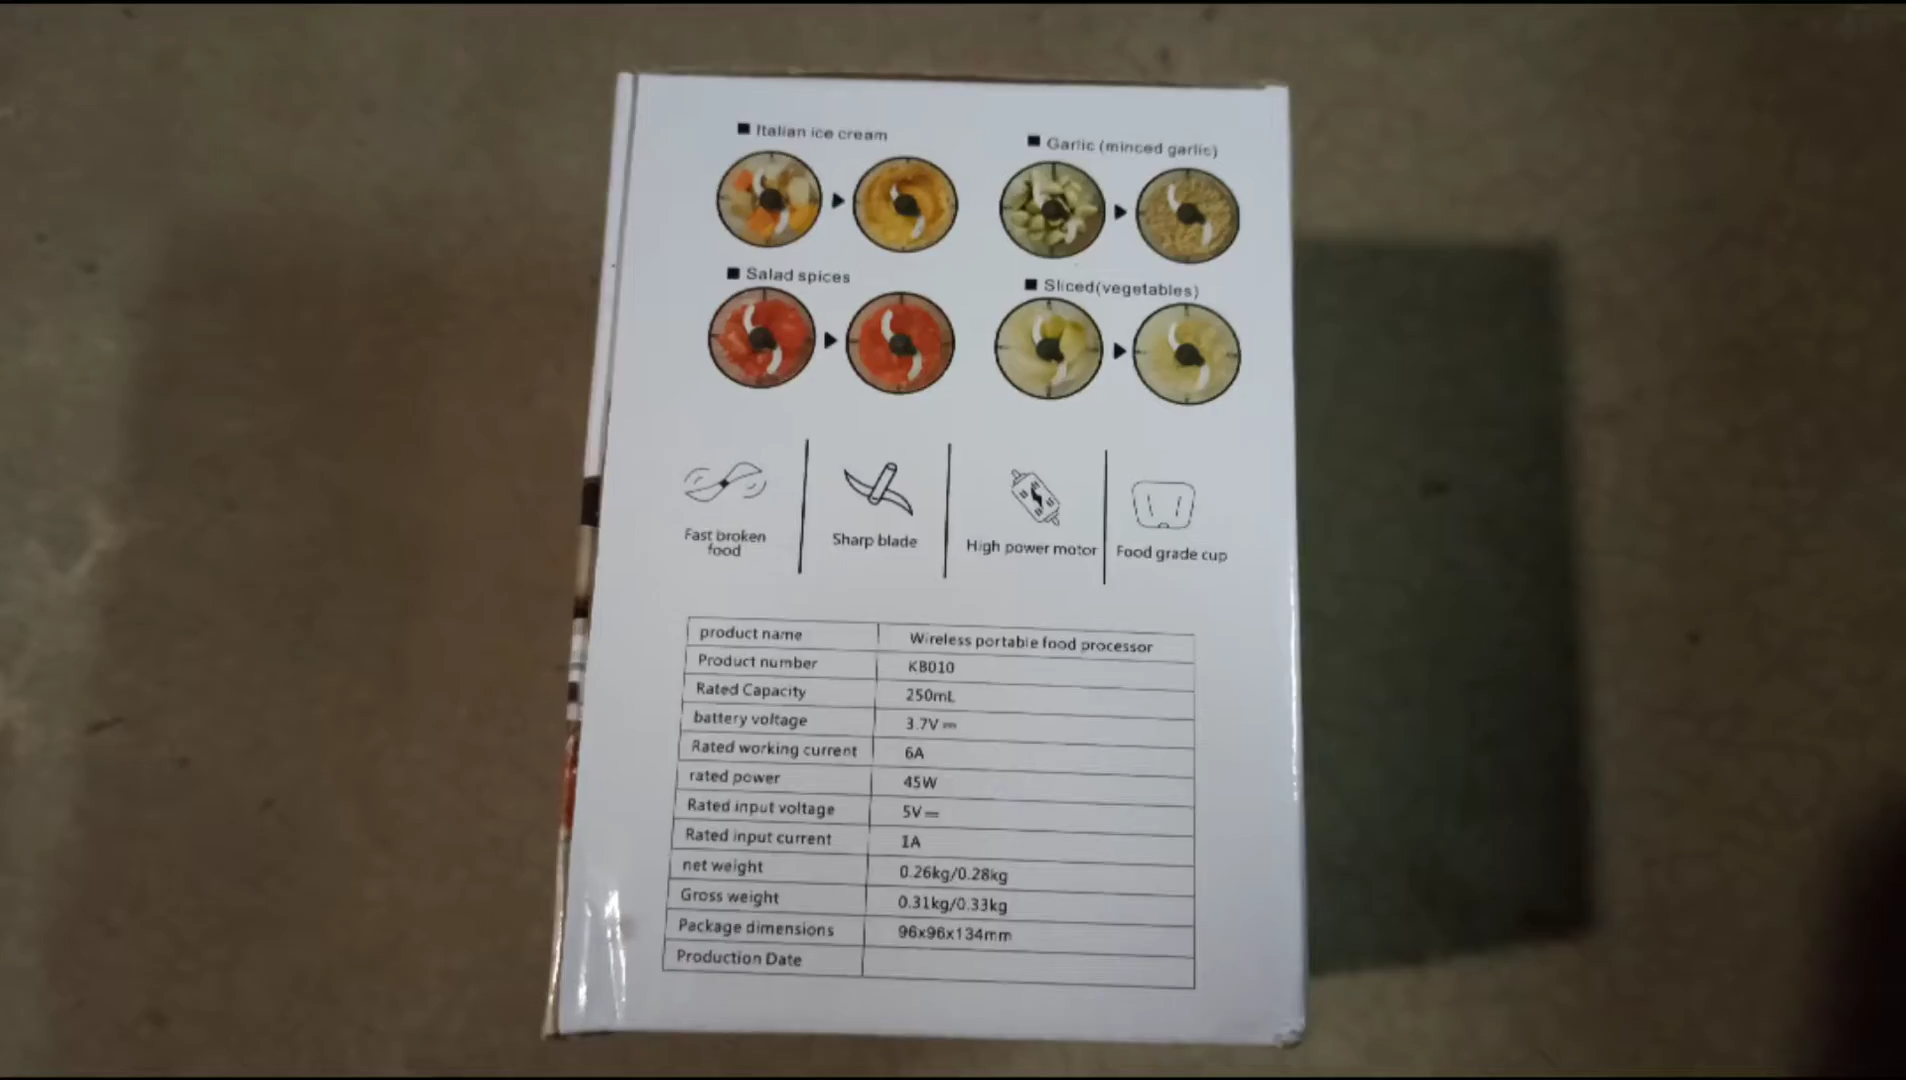 Italian ice cream
Garlic (minced garlic)
Salad spices
Sliced(vegetables)
Fast broken
food
Sharp blade
High power motor
Food grade cup
product name Wireless portable food processor
Product number KB010
Rated Capacity 250mL
battery voltage 3.7V⎓
Rated working current 6A
rated power 45W
Rated input voltage 5V⎓
Rated input current 1A
net weight 0.26kg/0.28kg
Gross weight 0.31kg/0.33kg
Package dimensions 96x96x134mm
Production Date